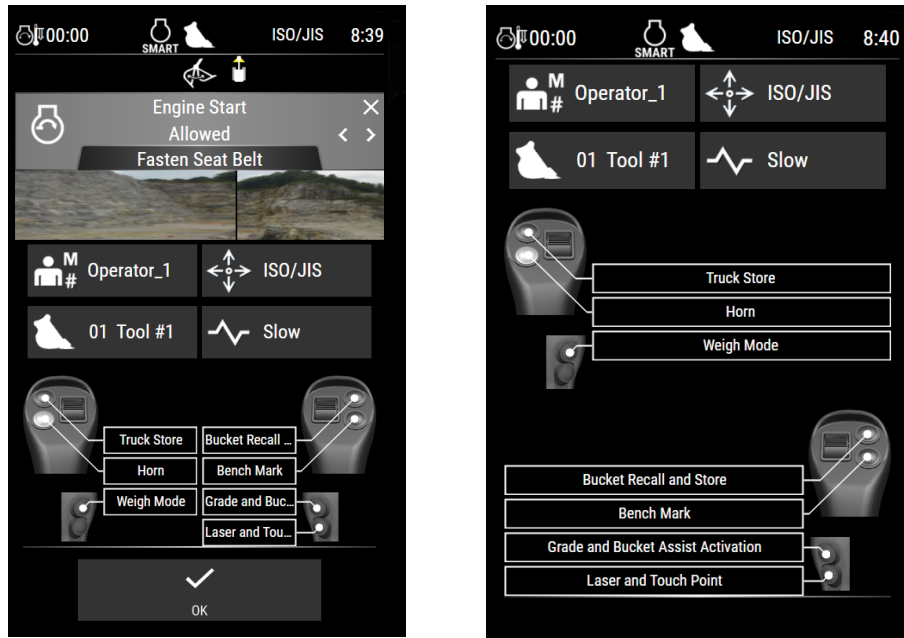 00:00 SMART ISO/JIS 8:39
Engine Start
Allowed
Fasten Seat Belt
M
# Operator_1 ISO/JIS
01 Tool #1 Slow
Truck Store Bucket Recall ...
Horn Bench Mark
Weigh Mode Grade and Buc...
Laser and Tou...
OK
00:00 SMART ISO/JIS 8:40
M
# Operator_1 ISO/JIS
01 Tool #1 Slow
Truck Store
Horn
Weigh Mode
Bucket Recall and Store
Bench Mark
Grade and Bucket Assist Activation
Laser and Touch Point